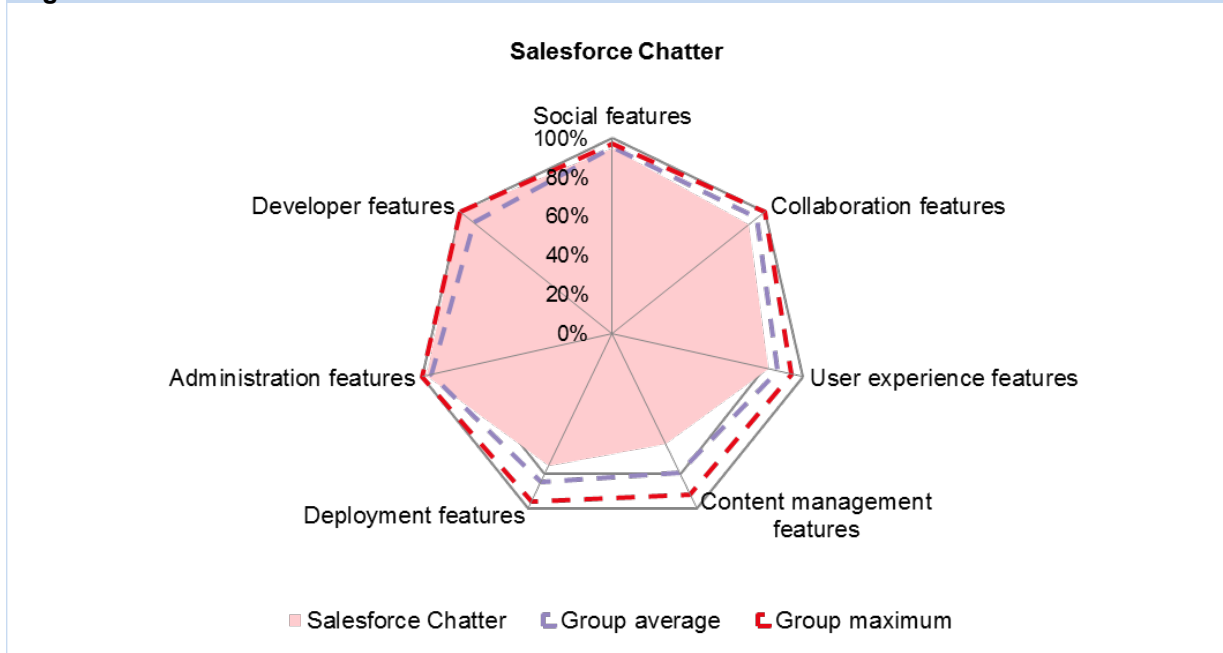 Salesforce Chatter
Social features
100%
80%
Developer features
Collaboration features
60%
40%
20%
0%
Administration features
User experience features
Content management
features
Deployment features
Salesforce Chatter
Group average
Group maximum